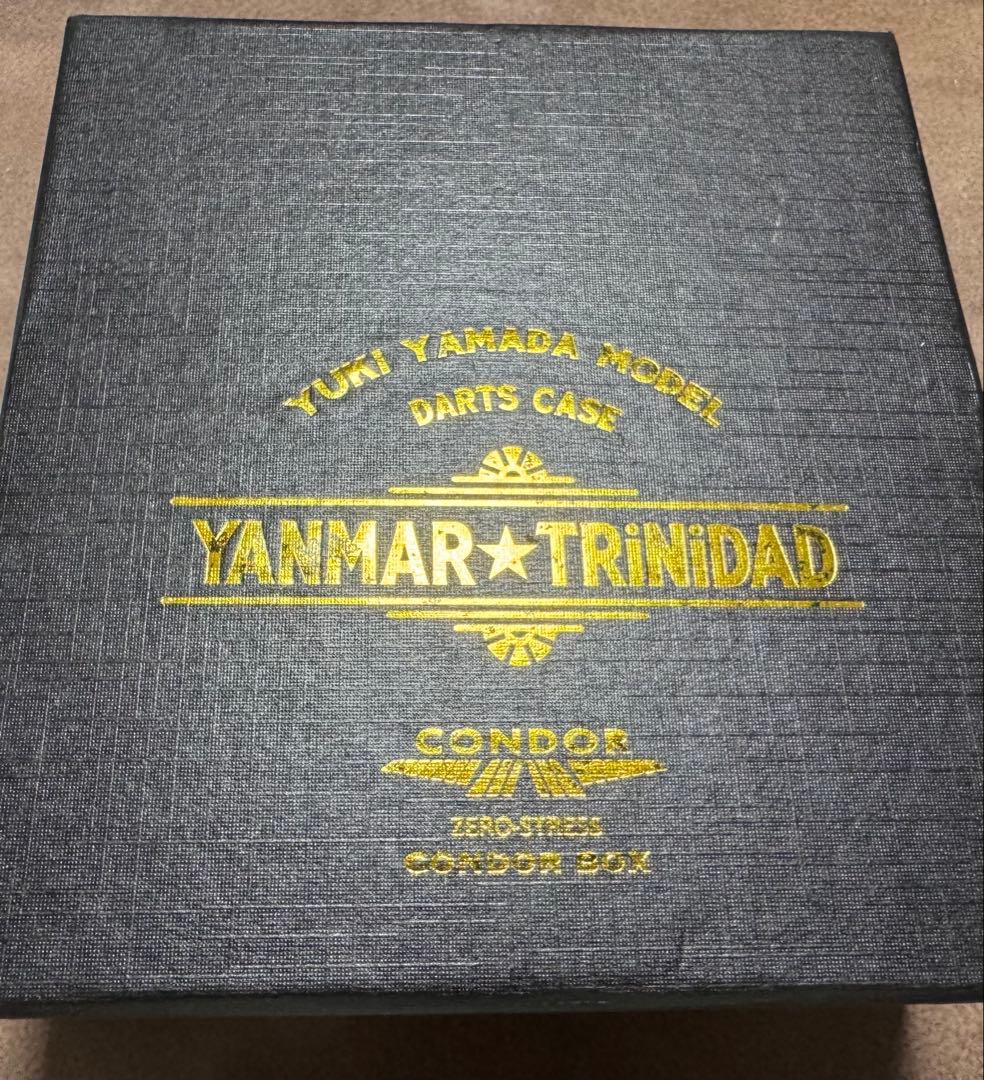 YUKI YAMADA MODEL
DARTS CASE
YANMAR★TRiNiDAD
CONDOR
ZERO-STRESS
CONDOR BOX